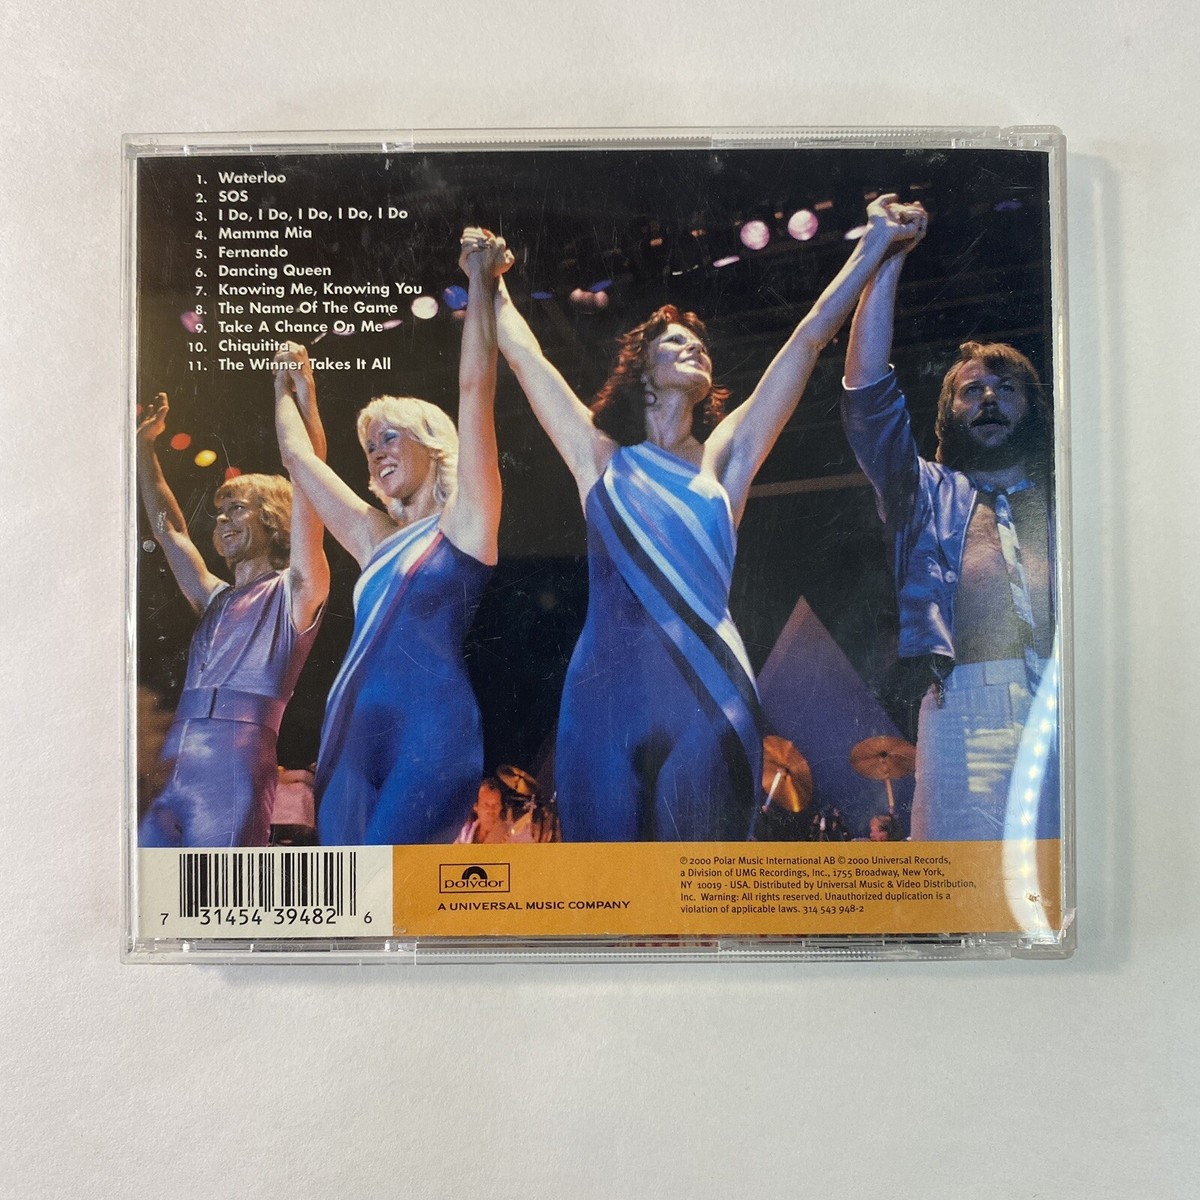 1. Waterloo
2. SOS
3. I Do, I Do, I Do, I Do, I Do
4. Mamma Mia
5. Fernando
6. Dancing Queen
7. Knowing Me, Knowing You
8. The Name Of The Game
9. Take A Chance On Me
10. Chiquitita
11. The Winner Takes It All
7 31454 39482 6
polydor
A UNIVERSAL MUSIC COMPANY
℗ 2000 Polar Music International AB © 2000 Universal Records,
a Division of UMG Recordings, Inc., 1755 Broadway, New York,
NY 10019 - USA. Distributed by Universal Music & Video Distribution,
Inc. Warning: All rights reserved. Unauthorized duplication is a
violation of applicable laws. 314 543 948-2